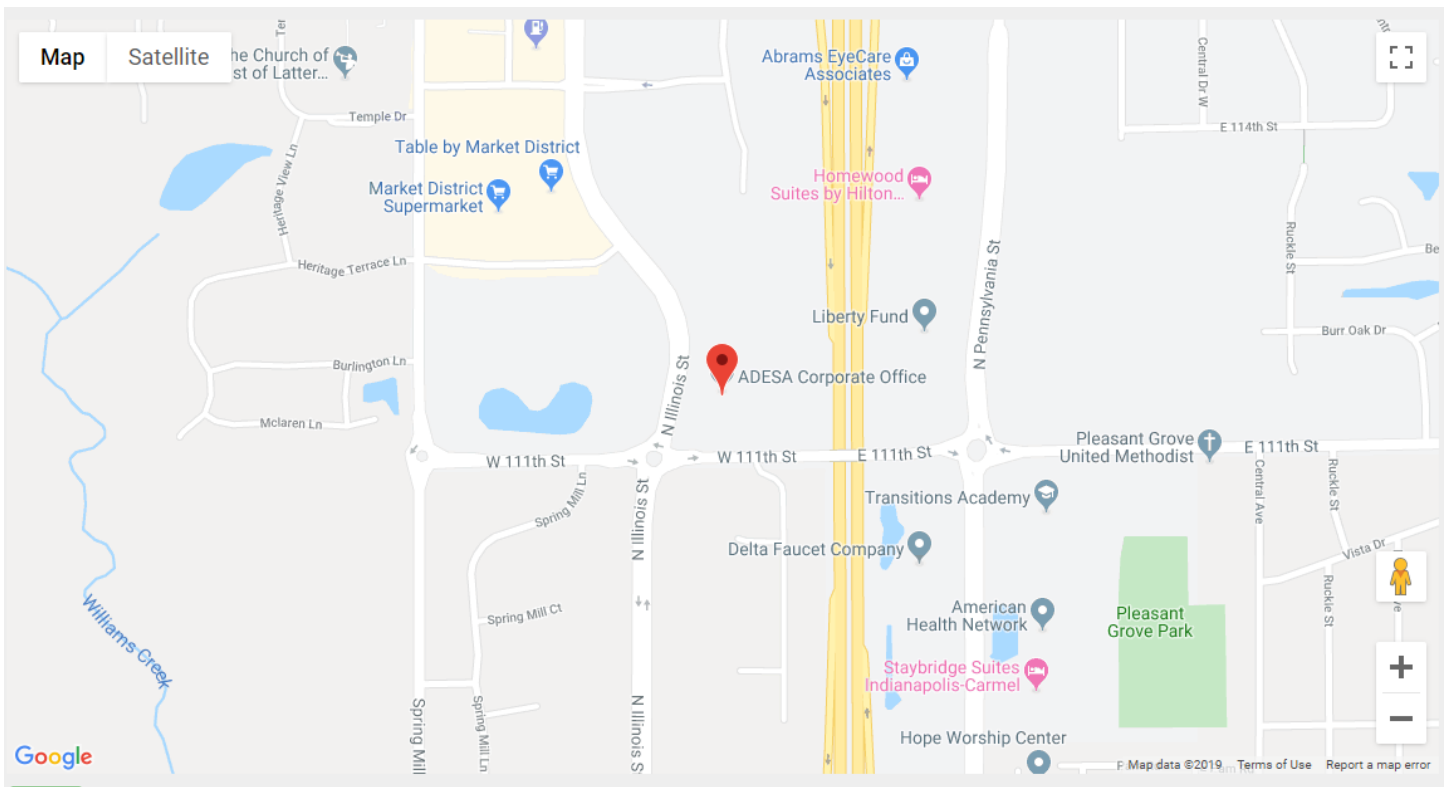 Map
Satellite
he Church of
st of Latter...
Ter
Temple Dr
Heritage View Ln
Table by Market District
Market District
Supermarket
Heritage Terrace Ln
Abrams EyeCare
Associates
Central Dr W
E 114th St
Homewood
Suites by Hilton...
Ruckle St
Be
N Pennsylvania St
Liberty Fund
Burr Oak Dr
Burlington Ln
N Illinois St
ADESA Corporate Office
Mclaren Ln
W 111th St
W 111th St
E 111th St
Pleasant Grove
United Methodist
E 111th St
Spring Mill Ln
N Illinois St
Transitions Academy
Central Ave
Ruckle St
Delta Faucet Company
Vista Dr
Williams Creek
Spring Mill Ct
American
Health Network
Pleasant
Grove Park
Ruckle St
ve
Staybridge Suites
Indianapolis-Carmel
Spring Mill
Spring Mill Ln
N Illinois S
Hope Worship Center
Google
Map data ©2019
Terms of Use
Report a map error